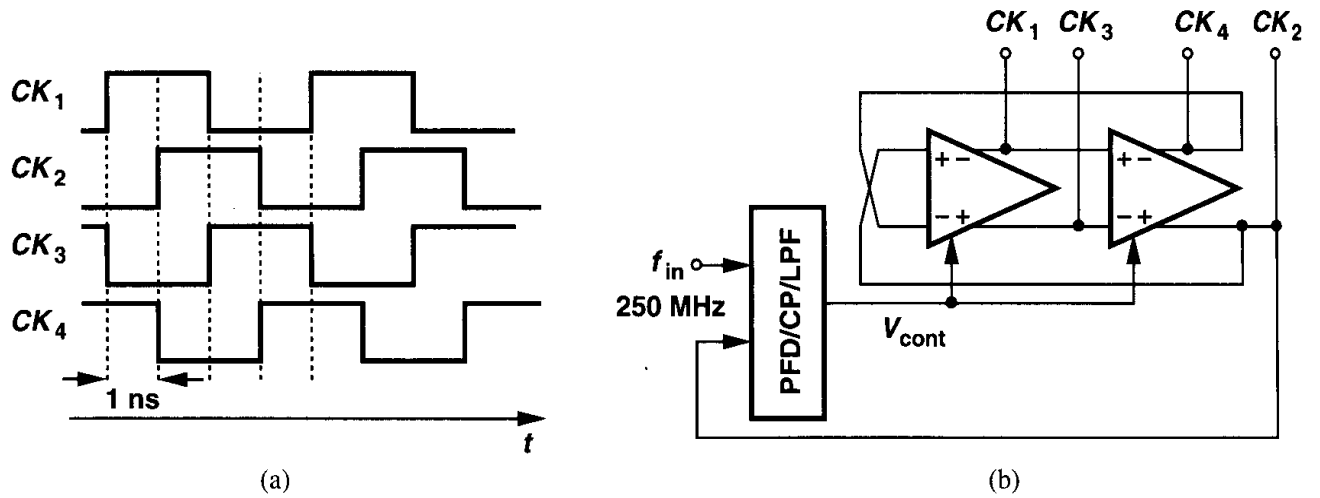 CK1
CK2
CK3
CK4
1 ns
t
(a)
CK1 CK3 CK4 CK2
+ −
− +
+ −
− +
fin
250 MHz
PFD/CP/LPF
Vcont
(b)